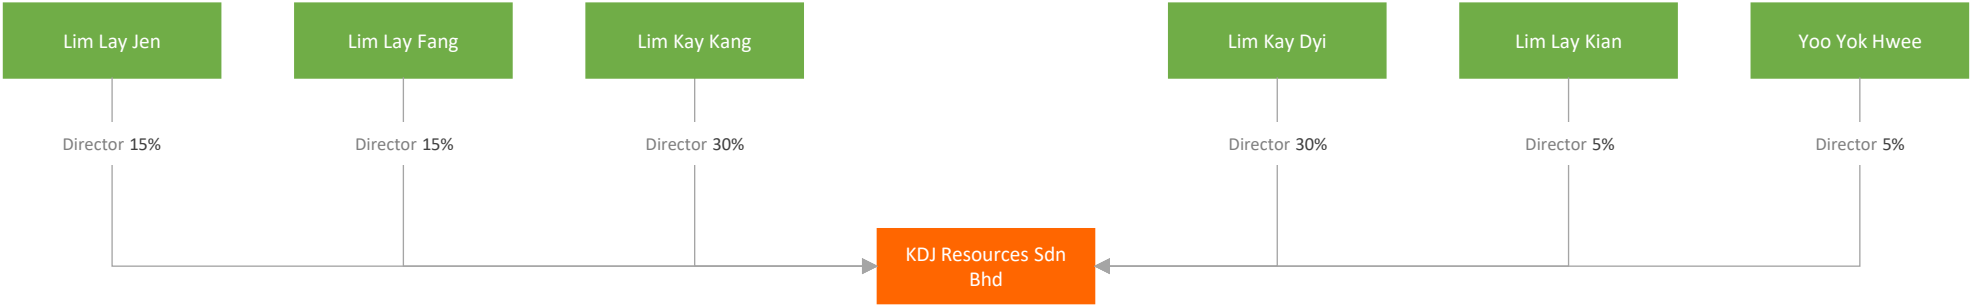 Lim Lay Jen
Lim Lay Fang
Lim Kay Kang
Lim Kay Dyi
Lim Lay Kian
Yoo Yok Hwee
Director 15%
Director 15%
Director 30%
Director 30%
Director 5%
Director 5%
KDJ Resources Sdn
Bhd